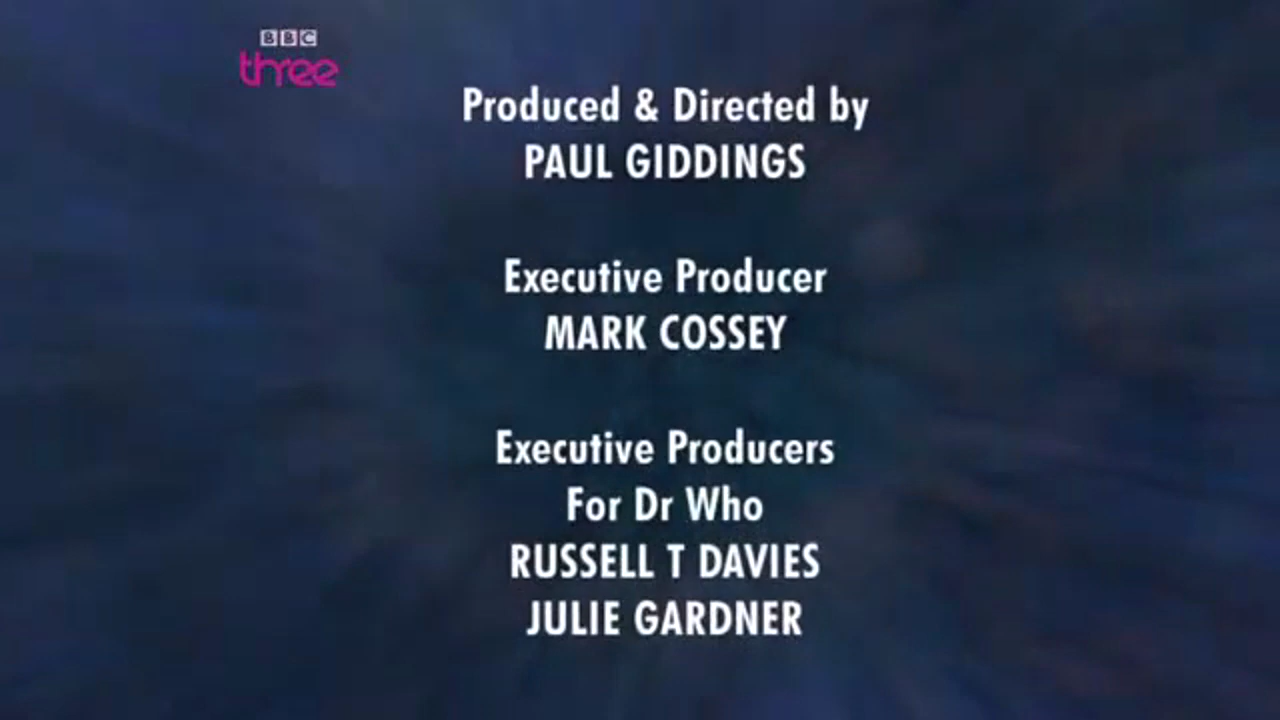 BBC
three
Produced & Directed by
PAUL GIDDINGS
Executive Producer
MARK COSSEY
Executive Producers
For Dr Who
RUSSELL T DAVIES
JULIE GARDNER